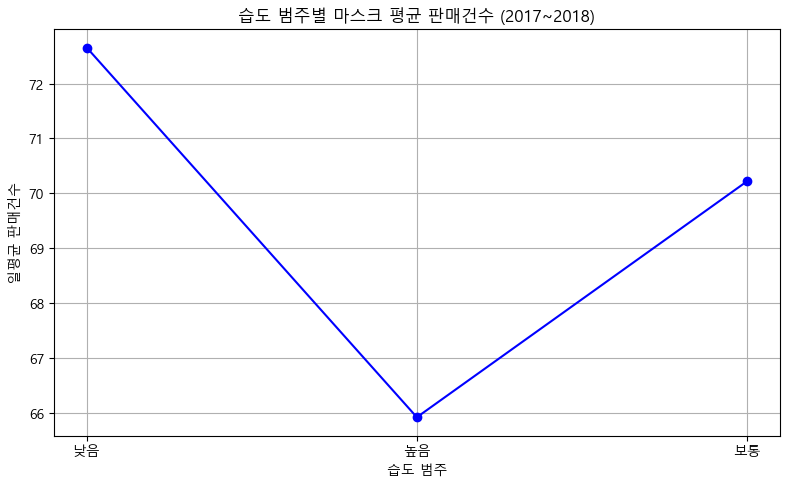 습도 범주별 마스크 평균 판매건수 (2017~2018)
일평균 판매건수
72
71
70
69
68
67
66
낮음
높음
보통
습도 범주